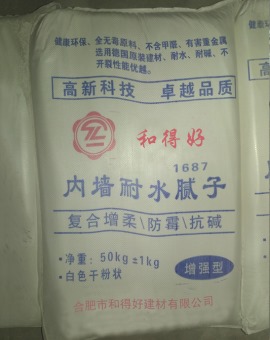 健康环保、全无毒原料、不含甲醛、有害量金属
选用德国原装建材、耐水、耐碱、不
开裂性能优越。
高新科技 卓越品质
和得好
1687
内墙耐水腻子
复合增柔\防霉\抗碱
·净重：50kg±1kg
·白色干粉状
增强型
合肥市和得好建材有限公司